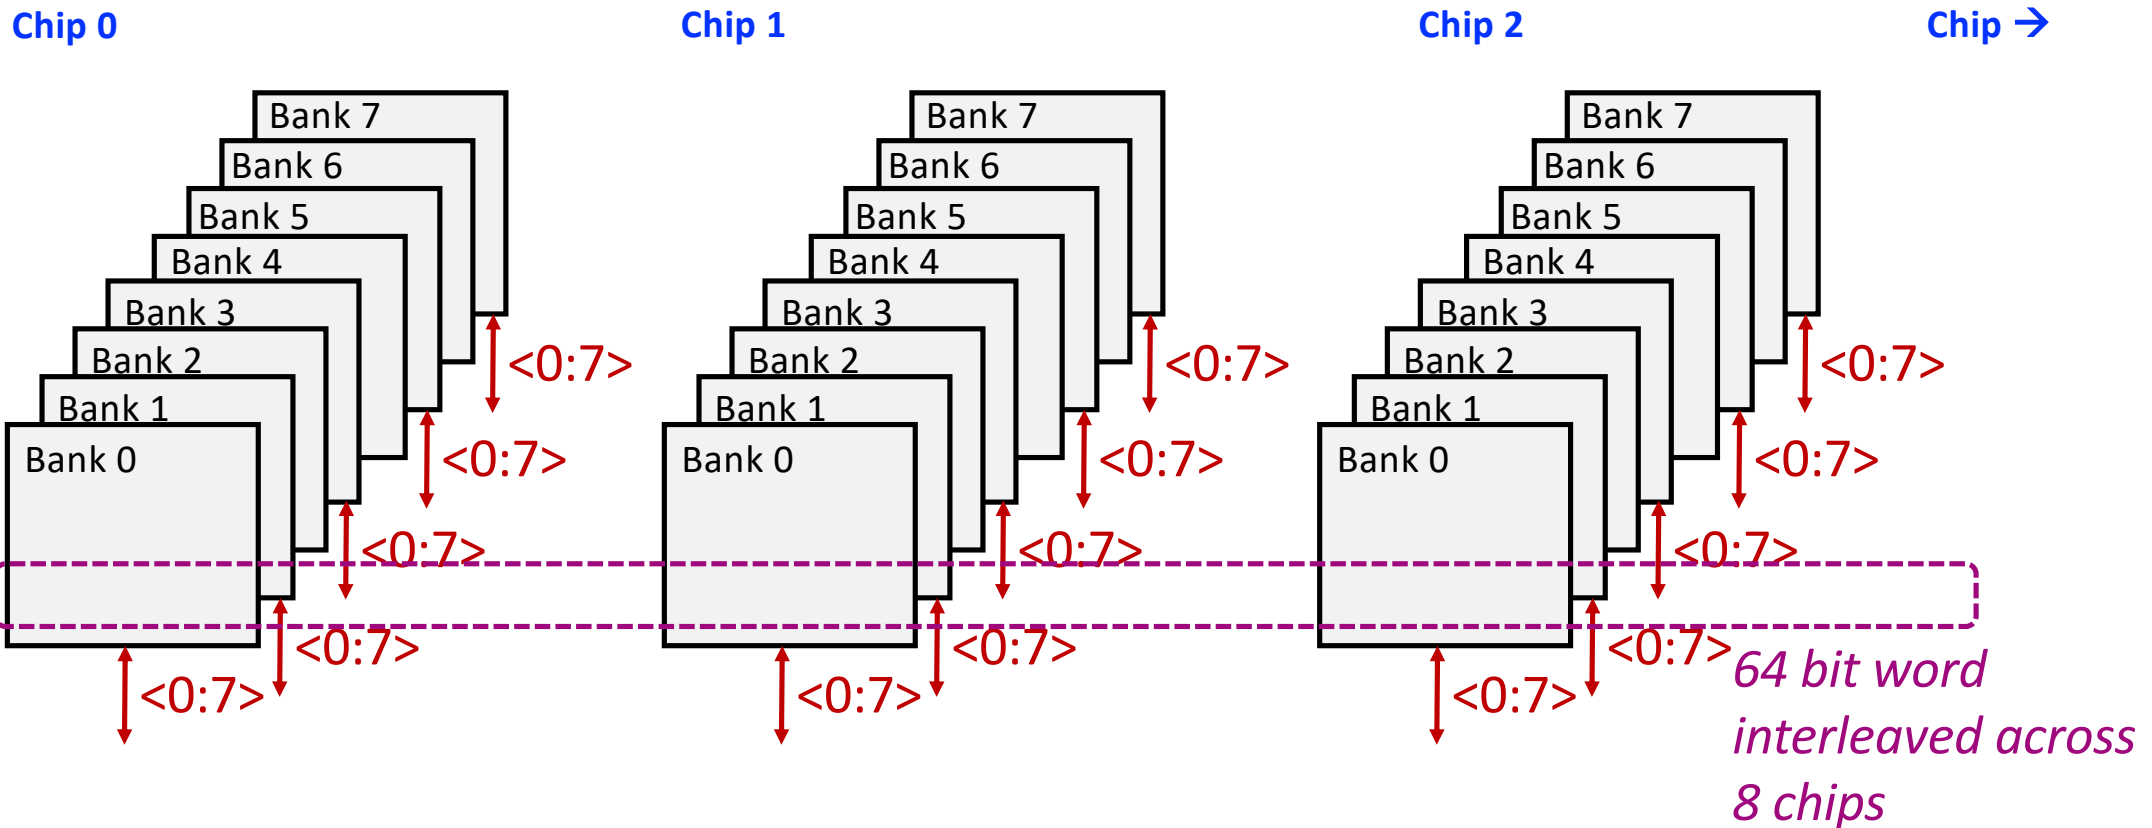 Chip 0
Chip 1
Chip 2
Chip →
Bank 7
Bank 6
Bank 5
Bank 4
Bank 3
Bank 2
Bank 1
Bank 0
<0:7>
<0:7>
<0:7>
<0:7>
<0:7>
Bank 7
Bank 6
Bank 5
Bank 4
Bank 3
Bank 2
Bank 1
Bank 0
<0:7>
<0:7>
<0:7>
<0:7>
<0:7>
Bank 7
Bank 6
Bank 5
Bank 4
Bank 3
Bank 2
Bank 1
Bank 0
<0:7>
<0:7>
<0:7>
<0:7>
<0:7>
64 bit word
interleaved across
8 chips